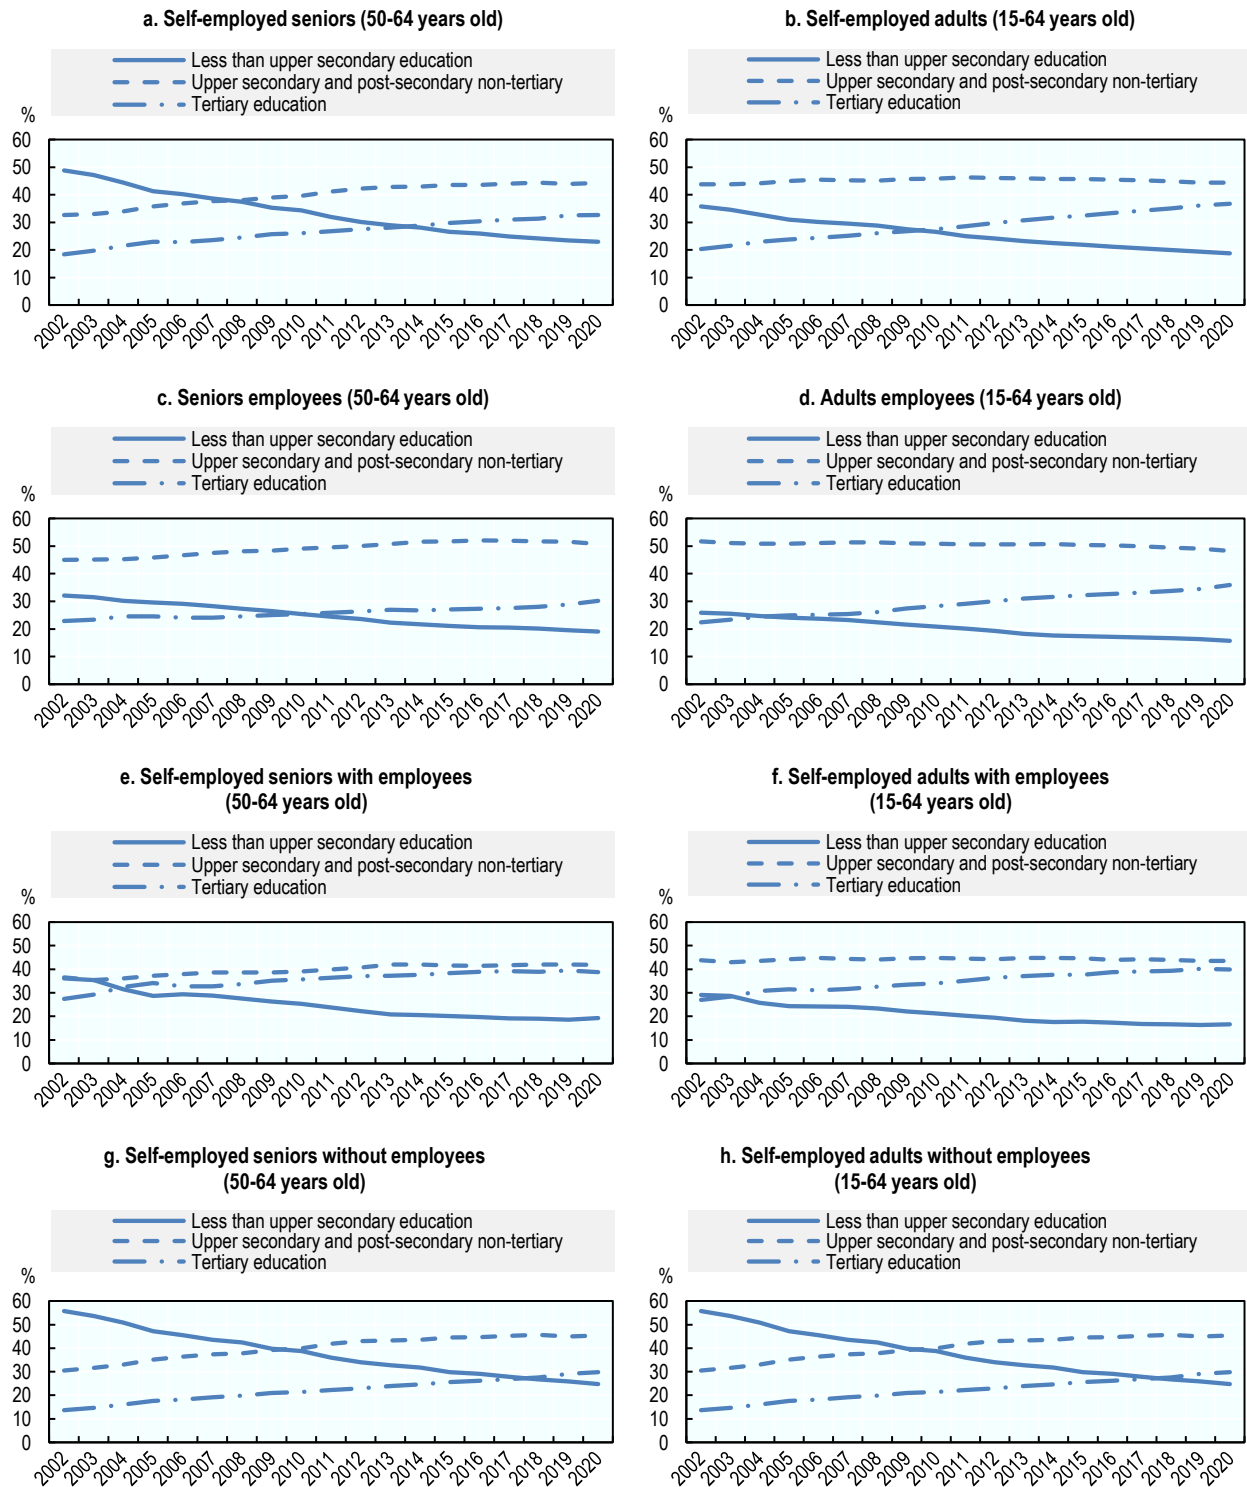 a. Self-employed seniors (50-64 years old)
Less than upper secondary education
Upper secondary and post-secondary non-tertiary
Tertiary education
%
60
50
40
30
20
10
0
2002 2003 2004 2005 2006 2007 2008 2009 2010 2011 2012 2013 2014 2015 2016 2017 2018 2019 2020
b. Self-employed adults (15-64 years old)
Less than upper secondary education
Upper secondary and post-secondary non-tertiary
Tertiary education
%
60
50
40
30
20
10
0
2002 2003 2004 2005 2006 2007 2008 2009 2010 2011 2012 2013 2014 2015 2016 2017 2018 2019 2020
c. Seniors employees (50-64 years old)
Less than upper secondary education
Upper secondary and post-secondary non-tertiary
Tertiary education
%
60
50
40
30
20
10
0
2002 2003 2004 2005 2006 2007 2008 2009 2010 2011 2012 2013 2014 2015 2016 2017 2018 2019 2020
d. Adults employees (15-64 years old)
Less than upper secondary education
Upper secondary and post-secondary non-tertiary
Tertiary education
%
60
50
40
30
20
10
0
2002 2003 2004 2005 2006 2007 2008 2009 2010 2011 2012 2013 2014 2015 2016 2017 2018 2019 2020
e. Self-employed seniors with employees
(50-64 years old)
Less than upper secondary education
Upper secondary and post-secondary non-tertiary
Tertiary education
%
60
50
40
30
20
10
0
2002 2003 2004 2005 2006 2007 2008 2009 2010 2011 2012 2013 2014 2015 2016 2017 2018 2019 2020
f. Self-employed adults with employees
(15-64 years old)
Less than upper secondary education
Upper secondary and post-secondary non-tertiary
Tertiary education
%
60
50
40
30
20
10
0
2002 2003 2004 2005 2006 2007 2008 2009 2010 2011 2012 2013 2014 2015 2016 2017 2018 2019 2020
g. Self-employed seniors without employees
(50-64 years old)
Less than upper secondary education
Upper secondary and post-secondary non-tertiary
Tertiary education
%
60
50
40
30
20
10
0
2002 2003 2004 2005 2006 2007 2008 2009 2010 2011 2012 2013 2014 2015 2016 2017 2018 2019 2020
h. Self-employed adults without employees
(15-64 years old)
Less than upper secondary education
Upper secondary and post-secondary non-tertiary
Tertiary education
%
60
50
40
30
20
10
0
2002 2003 2004 2005 2006 2007 2008 2009 2010 2011 2012 2013 2014 2015 2016 2017 2018 2019 2020